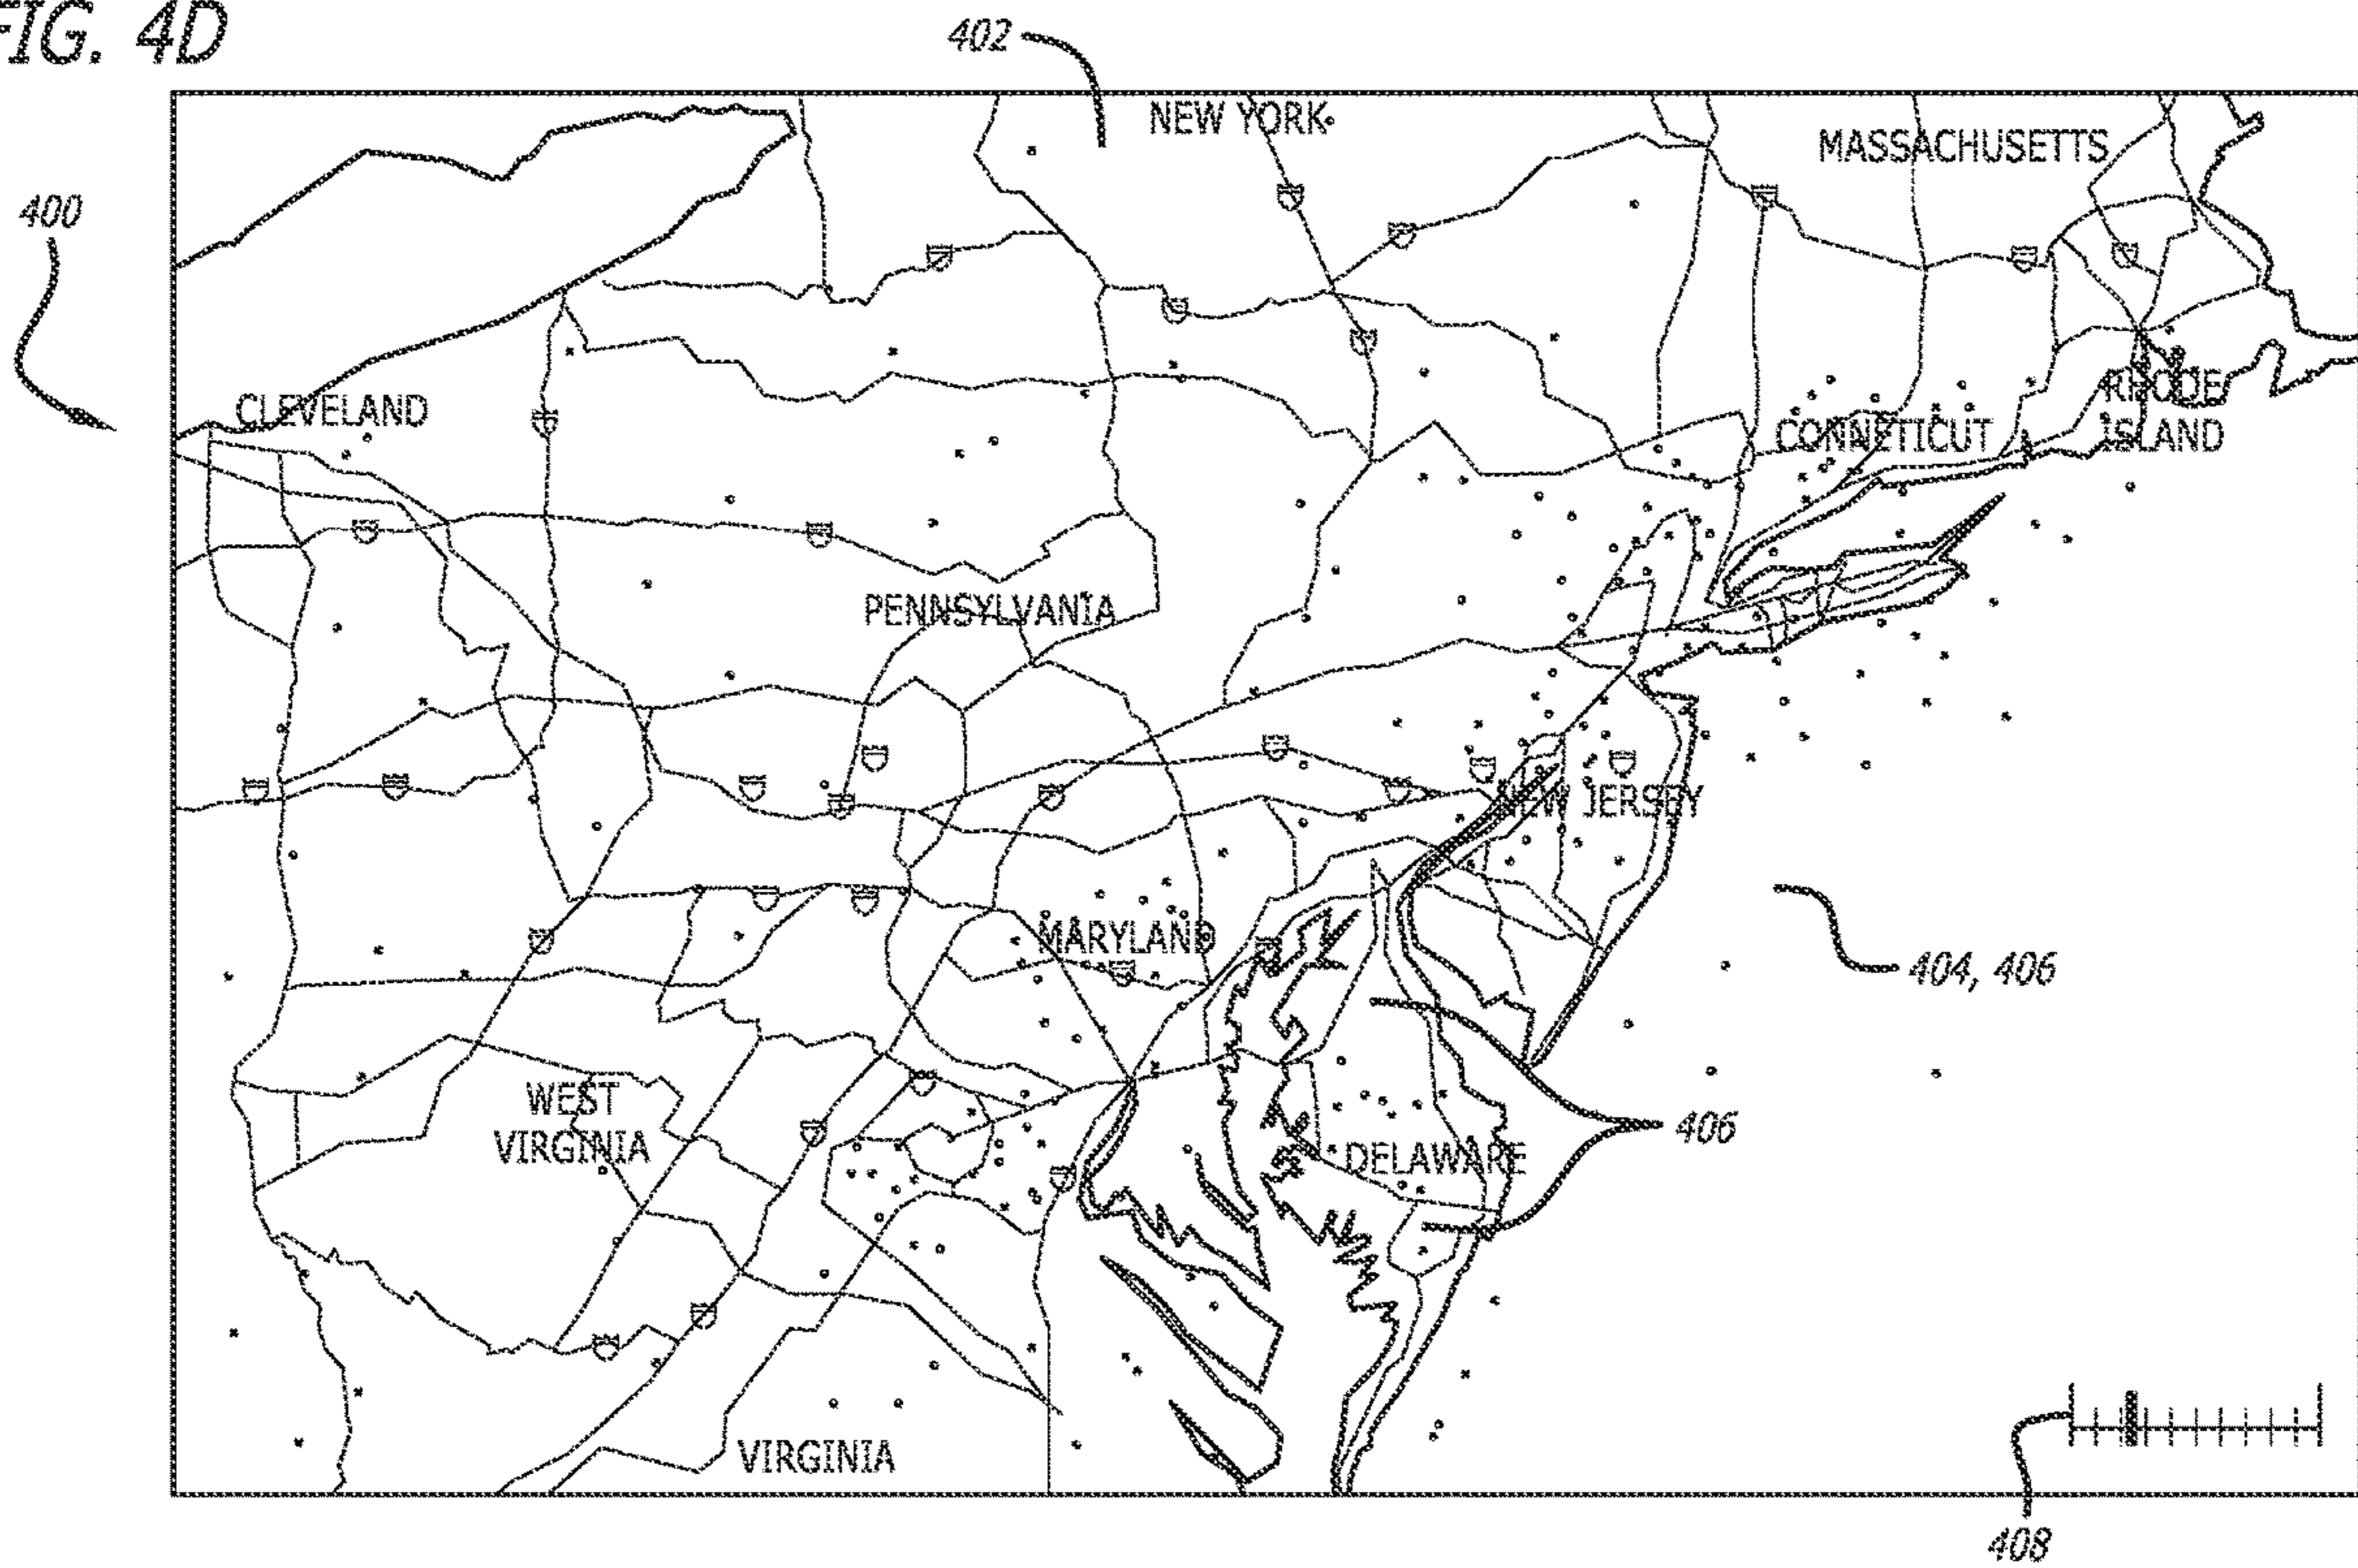 FIG. 4D
402
NEW YORK
MASSACHUSETTS
400
CLEVELAND
RHODE
ISLAND
CONNETICUT
PENNSYLVANIA
NEW JERSEY
MARYLAND
404, 406
WEST
VIRGINIA
406
DELAWARE
VIRGINIA
408